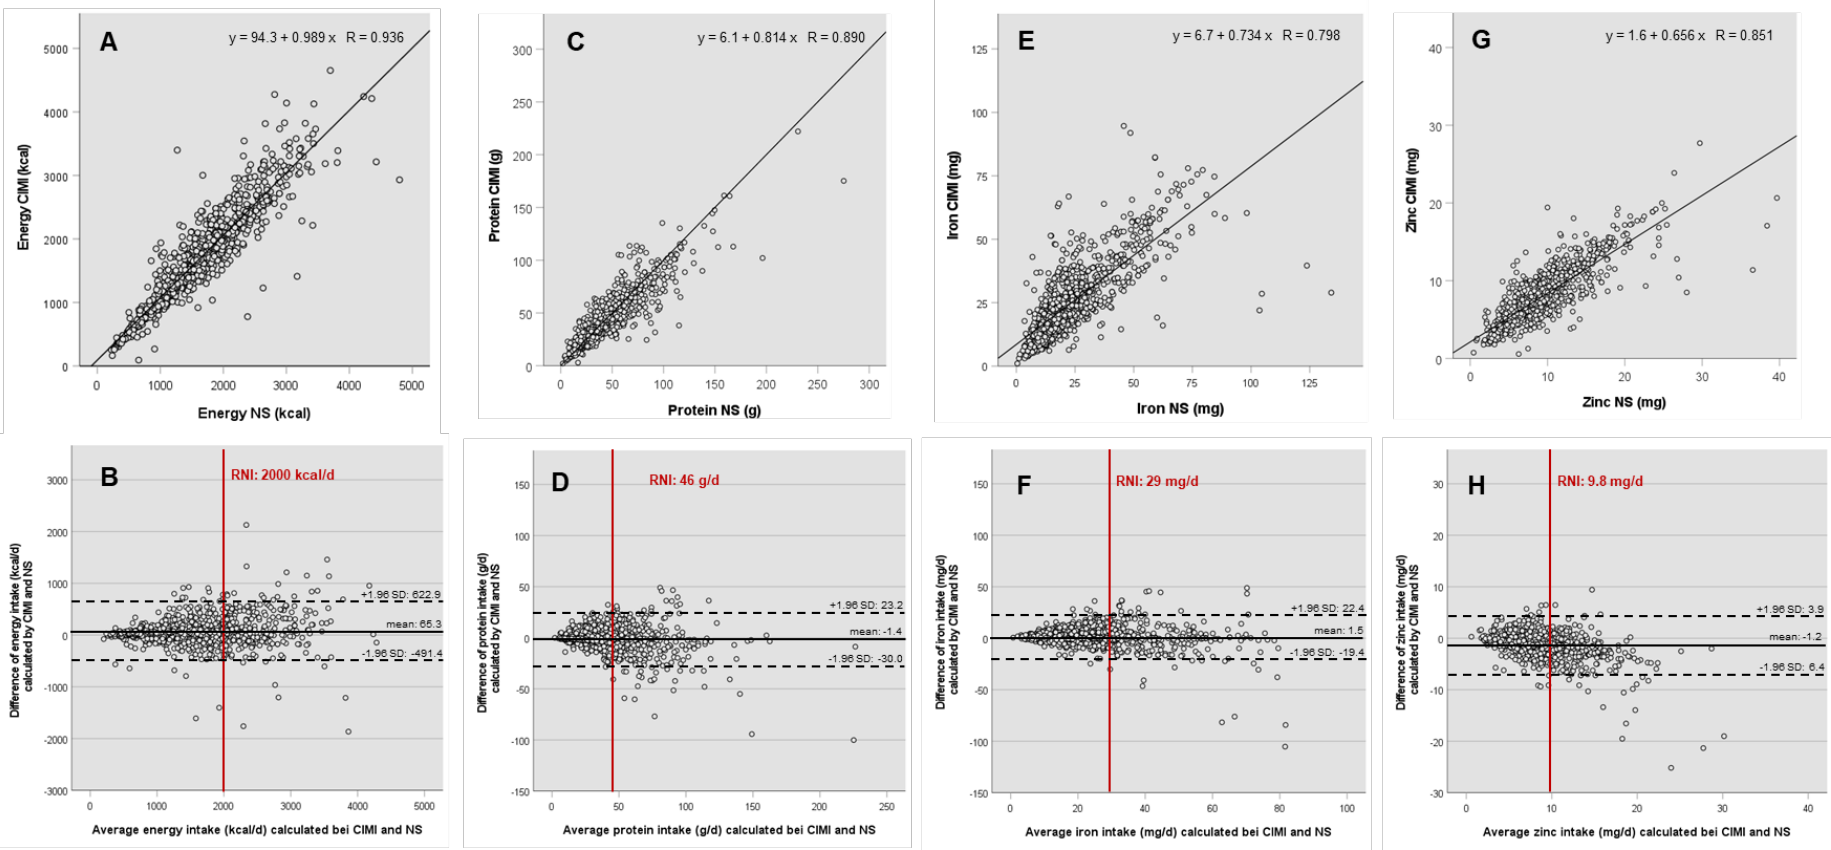 A
y = 94.3 + 0.989 x R = 0.936
Energy CIMI (kcal)
5000
4000
3000
2000
1000
0
0 1000 2000 3000 4000 5000
Energy NS (kcal)
C
y = 6.1 + 0.814 x R = 0.890
Protein CIMI (g)
300
250
200
150
100
50
0
0 50 100 150 200 250 300
Protein NS (g)
E
y = 6.7 + 0.734 x R = 0.798
Iron CIMI (mg)
125
100
75
50
25
0
0 25 50 75 100 125
Iron NS (mg)
G
y = 1.6 + 0.656 x R = 0.851
Zinc CIMI (mg)
40
30
20
10
0
0 10 20 30 40
Zinc NS (mg)
B
RNI: 2000 kcal/d
Difference of energy intake (kcal/d)
calculated by CIMI and NS
3000
2000
1000
0
-1000
-2000
-3000
+1.96 SD: 622.9
mean: 65.3
-1.96 SD: -491.4
0 1000 2000 3000 4000 5000
Average energy intake (kcal/d) calculated bei CIMI and NS
D
RNI: 46 g/d
Difference of protein intake (g/d)
calculated by CIMI and NS
150
100
50
0
-50
-100
-150
+1.96 SD: 23.2
mean: -1.4
-1.96 SD: -30.0
0 50 100 150 200 250
Average protein intake (g/d) calculated bei CIMI and NS
F
RNI: 29 mg/d
Difference of iron intake (mg/d)
calculated by CIMI and NS
150
100
50
0
-50
-100
-150
+1.96 SD: 22.4
mean: 1.5
-1.96 SD: -19.4
0 20 40 60 80 100
Average iron intake (mg/d) calculated bei CIMI and NS
H
RNI: 9.8 mg/d
Difference of zinc intake (mg/d)
calculated by CIMI and NS
30
20
10
0
-10
-20
-30
+1.96 SD: 3.9
mean: -1.2
-1.96 SD: 6.4
0 10 20 30 40
Average zinc intake (mg/d) calculated bei CIMI and NS